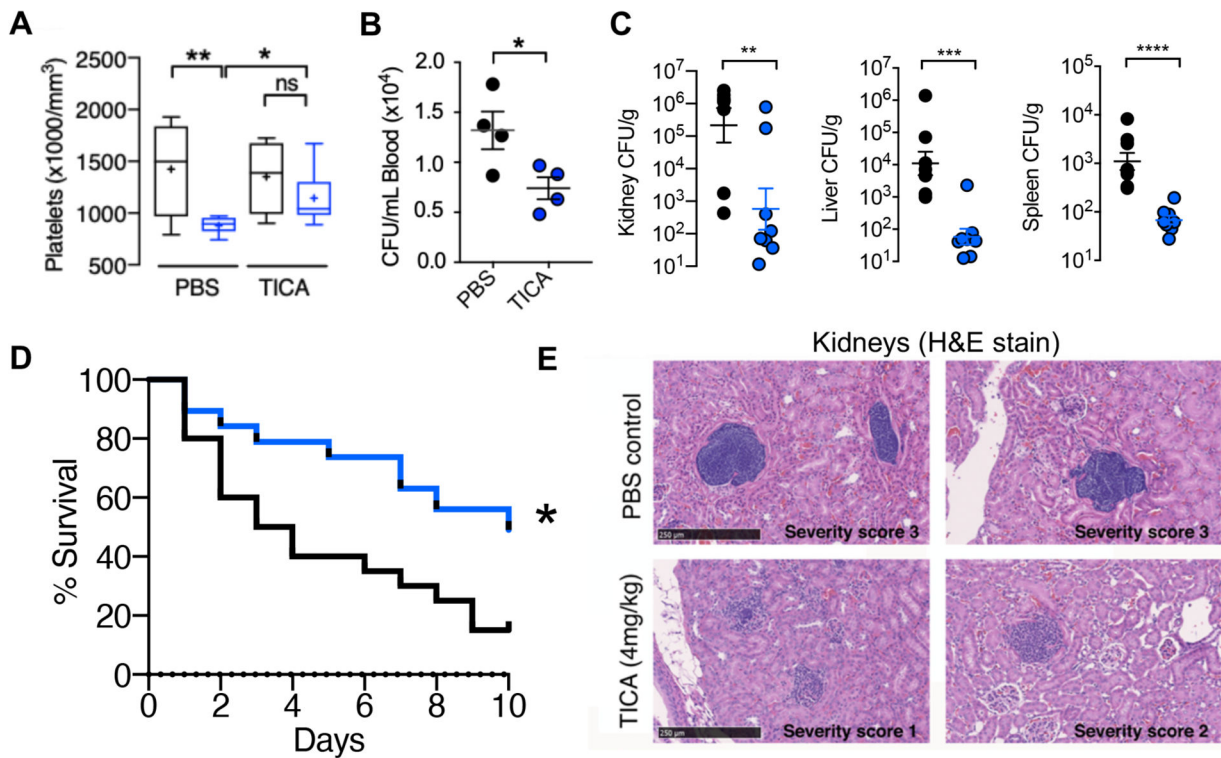 A
Platelets (x1000/mm³)
2500
2000
1500
1000
500
**
*
ns
+
+
+
+
PBS
TICA
B
CFU/mL Blood (x10⁴)
2.0
1.5
1.0
0.5
0.0
*
PBS
TICA
C
Kidney CFU/g
10⁷
10⁶
10⁵
10⁴
10³
10²
10¹
**
Liver CFU/g
10⁷
10⁶
10⁵
10⁴
10³
10²
10¹
***
Spleen CFU/g
10⁵
10³
10²
10¹
****
D
% Survival
100
80
60
40
20
0
0 2 4 6 8 10
Days
*
E
Kidneys (H&E stain)
PBS control
250 µm
Severity score 3
Severity score 3
TICA (4mg/kg)
250 µm
Severity score 1
Severity score 2